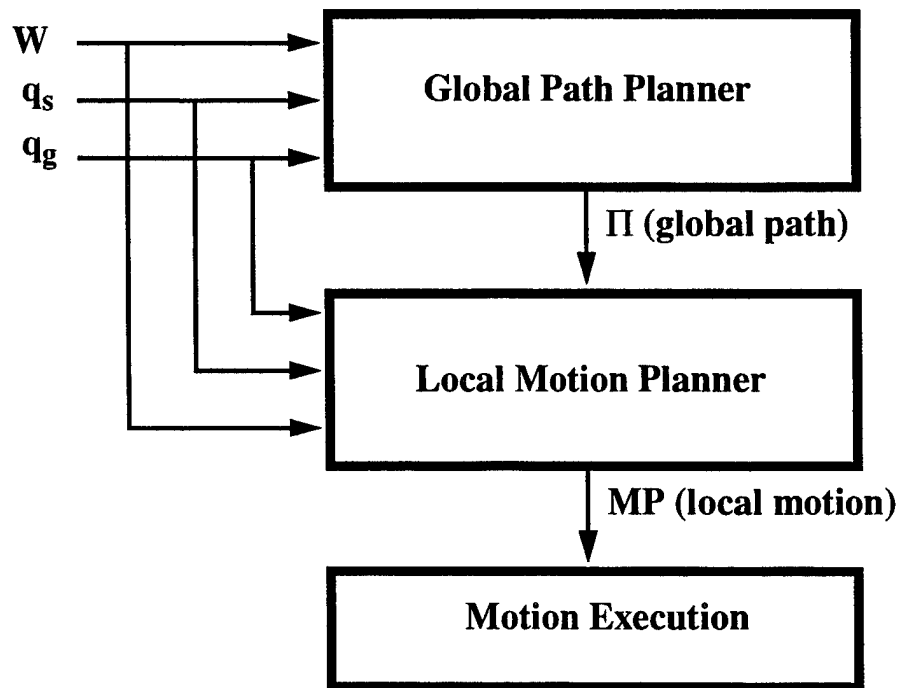 W
q_s
q_g
Global Path Planner
Π (global path)
Local Motion Planner
MP (local motion)
Motion Execution